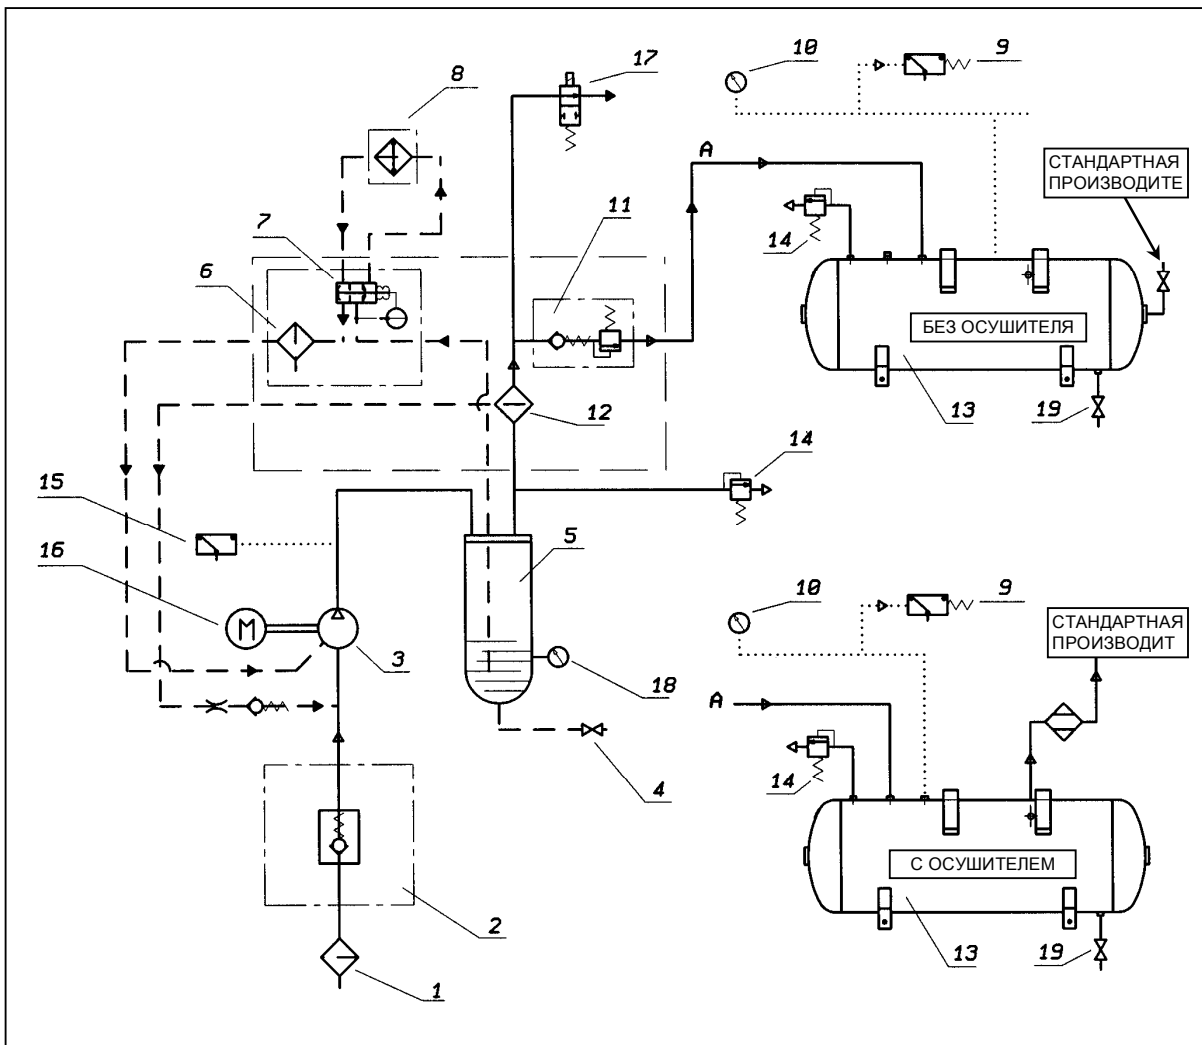 17
10
9
8
A
СТАНДАРТНАЯ
ПРОИЗВОДИТЕ
11
7
14
6
БЕЗ ОСУШИТЕЛЯ
12
13
19
14
15
5
16
M
10
9
СТАНДАРТНАЯ
ПРОИЗВОДИТ
3
18
A
4
14
С ОСУШИТЕЛЕМ
2
13
19
1